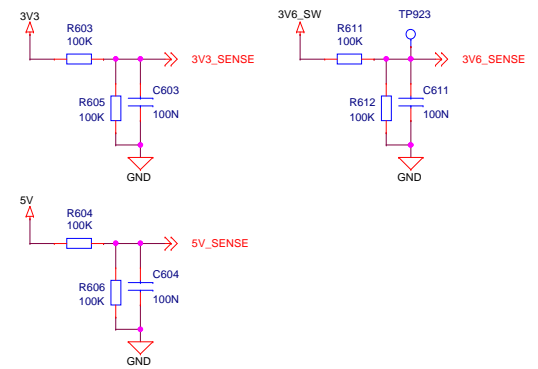 3V3
R603
100K
3V3_SENSE
R605
100K
C603
100N
GND
3V6_SW
TP923
R611
100K
3V6_SENSE
R612
100K
C611
100N
GND
5V
R604
100K
5V_SENSE
R606
100K
C604
100N
GND